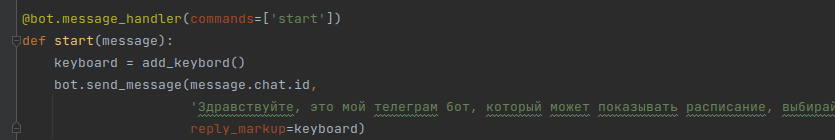 @bot.message_handler(commands=['start'])
def start(message):
keyboard = add_keybord()
bot.send_message(message.chat.id,
'Здравствуйте, это мой телеграм бот, который может показывать расписание,
reply_markup=keyboard)